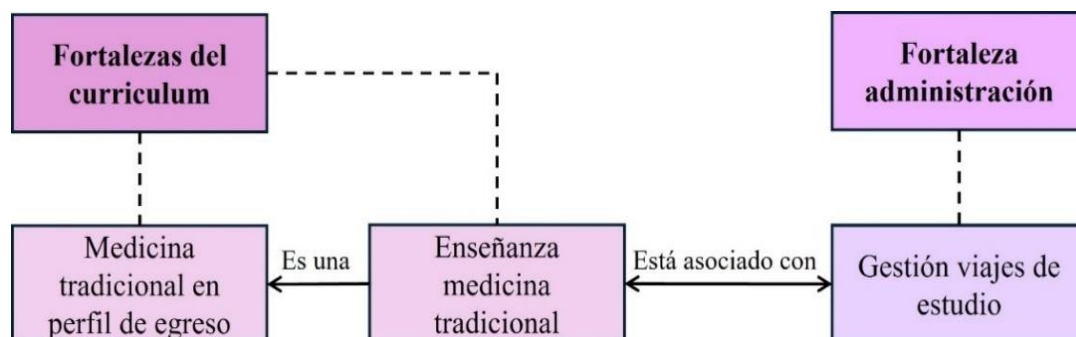 Fortalezas del
curriculum
Fortaleza
administración
Medicina
tradicional en
perfil de egreso
Es una
Enseñanza
medicina
tradicional
Está asociado con
Gestión viajes de
estudio